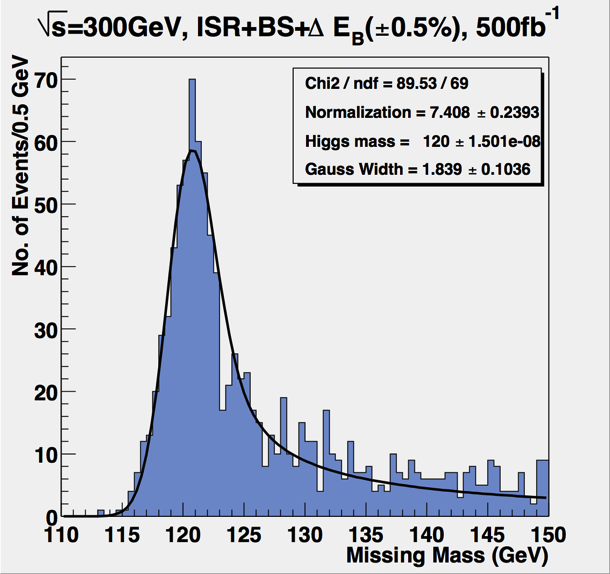 √s=300GeV, ISR+BS+Δ E_B(±0.5%), 500fb⁻¹
Chi2 / ndf = 89.53 / 69
Normalization = 7.408 ± 0.2393
Higgs mass = 120 ± 1.501e-08
Gauss Width = 1.839 ± 0.1036
No. of Events/0.5 GeV
70
60
50
40
30
20
10
0
110 115 120 125 130 135 140 145 150
Missing Mass (GeV)